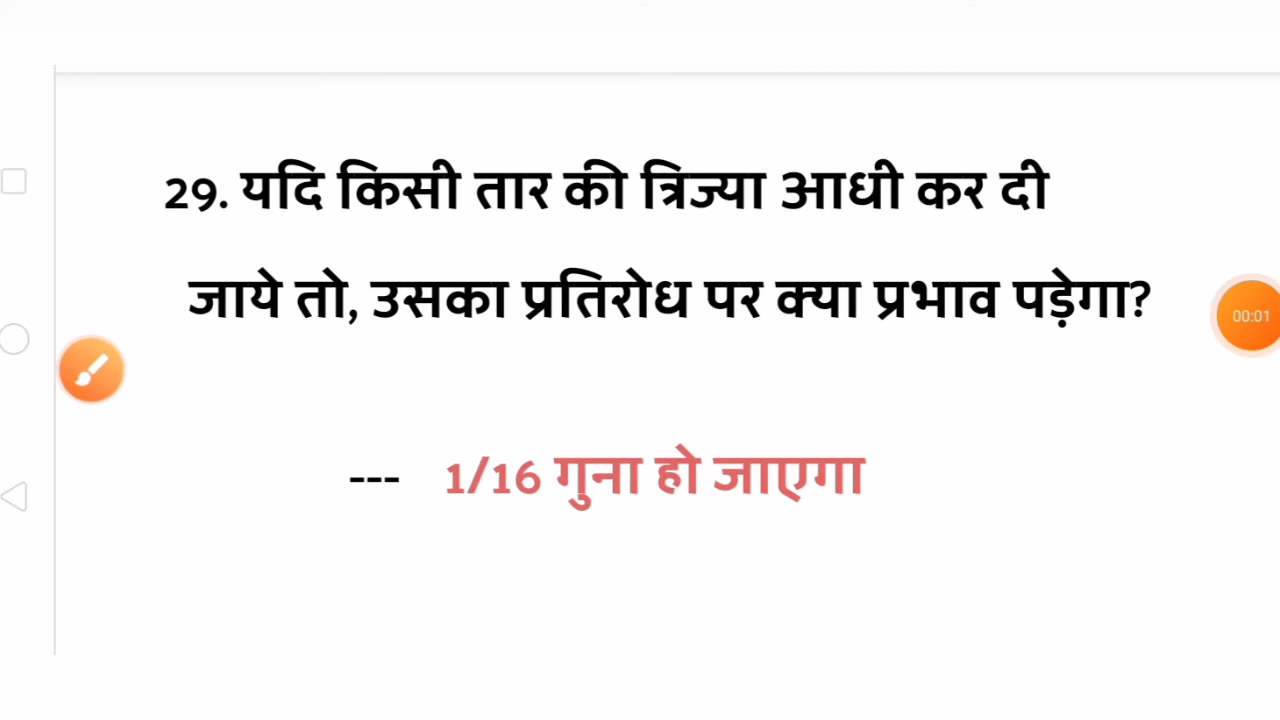 29. यदि किसी तार की त्रिज्या आधी कर दी
जाये तो, उसका प्रतिरोध पर क्या प्रभाव पड़ेगा?
00:01
--- 1/16 गुना हो जाएगा